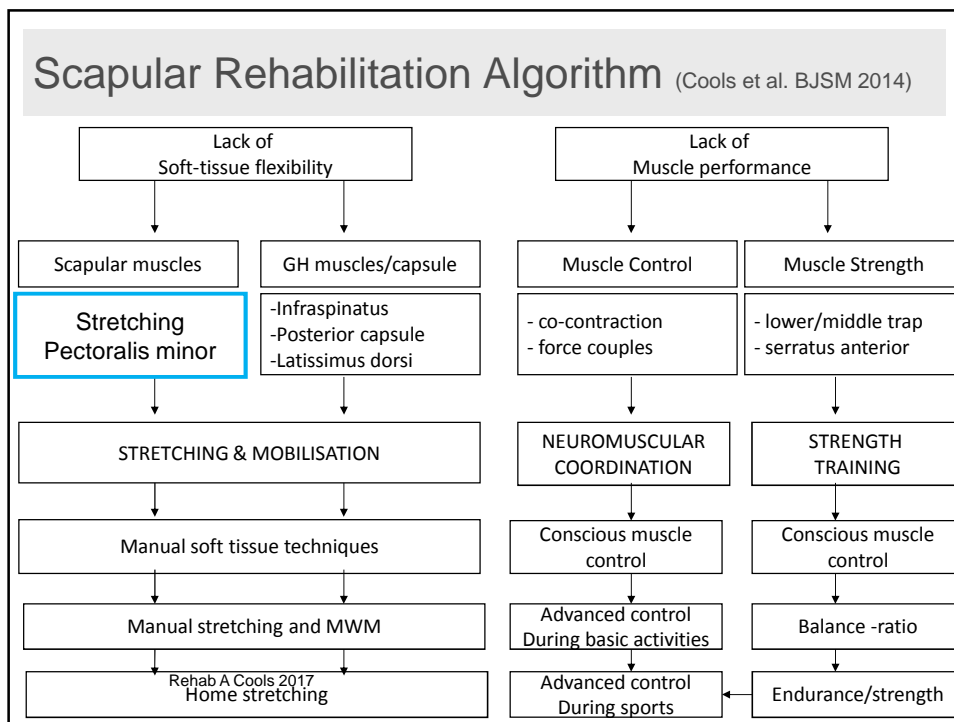 Scapular Rehabilitation Algorithm (Cools et al. BJSM 2014)
Lack of
Soft-tissue flexibility
Lack of
Muscle performance
Scapular muscles
GH muscles/capsule
Muscle Control
Muscle Strength
Stretching
Pectoralis minor
-Infraspinatus
-Posterior capsule
-Latissimus dorsi
- co-contraction
- force couples
- lower/middle trap
- serratus anterior
STRETCHING & MOBILISATION
NEUROMUSCULAR
COORDINATION
STRENGTH
TRAINING
Manual soft tissue techniques
Conscious muscle
control
Conscious muscle
control
Manual stretching and MWM
Advanced control
During basic activities
Balance -ratio
Rehab A Cools 2017
Home stretching
Advanced control
During sports
Endurance/strength